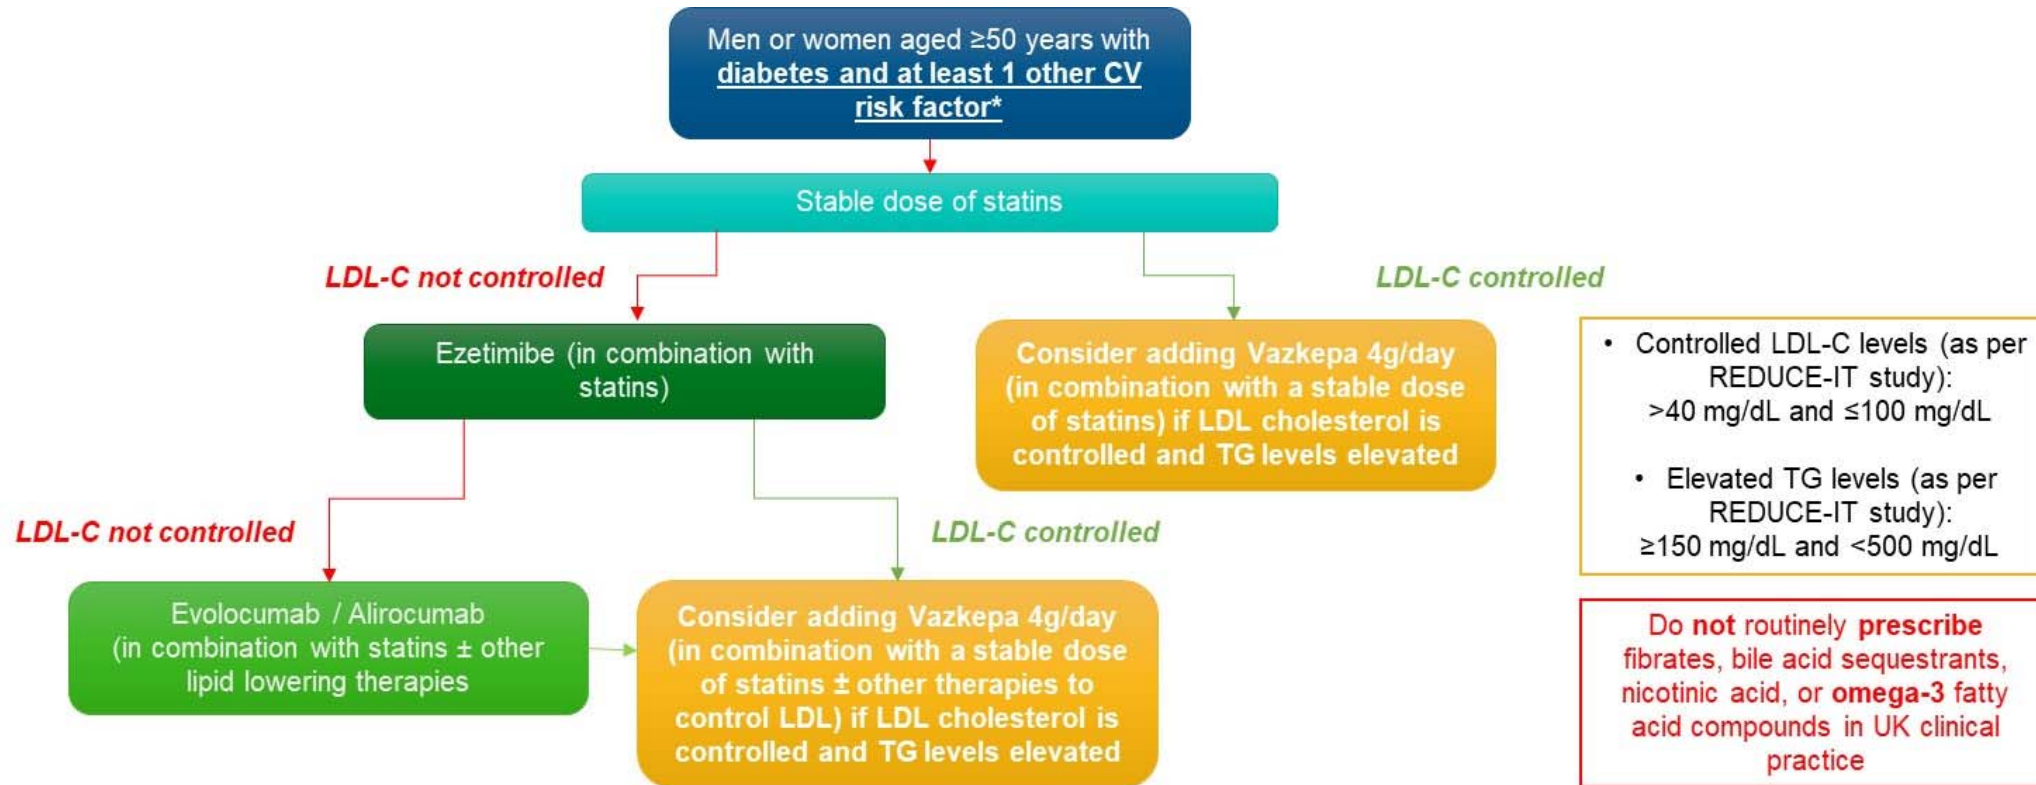 Men or women aged ≥50 years with
diabetes and at least 1 other CV
risk factor*
Stable dose of statins
LDL-C not controlled
LDL-C controlled
Ezetimibe (in combination with
statins)
Consider adding Vazkepa 4g/day
(in combination with a stable dose
of statins) if LDL cholesterol is
controlled and TG levels elevated
• Controlled LDL-C levels (as per
REDUCE-IT study):
>40 mg/dL and ≤100 mg/dL
• Elevated TG levels (as per
REDUCE-IT study):
≥150 mg/dL and <500 mg/dL
LDL-C not controlled
LDL-C controlled
Evolocumab / Alirocumab
(in combination with statins ± other
lipid lowering therapies
Consider adding Vazkepa 4g/day
(in combination with a stable dose
of statins ± other therapies to
control LDL) if LDL cholesterol is
controlled and TG levels elevated
Do not routinely prescribe
fibrates, bile acid sequestrants,
nicotinic acid, or omega-3 fatty
acid compounds in UK clinical
practice